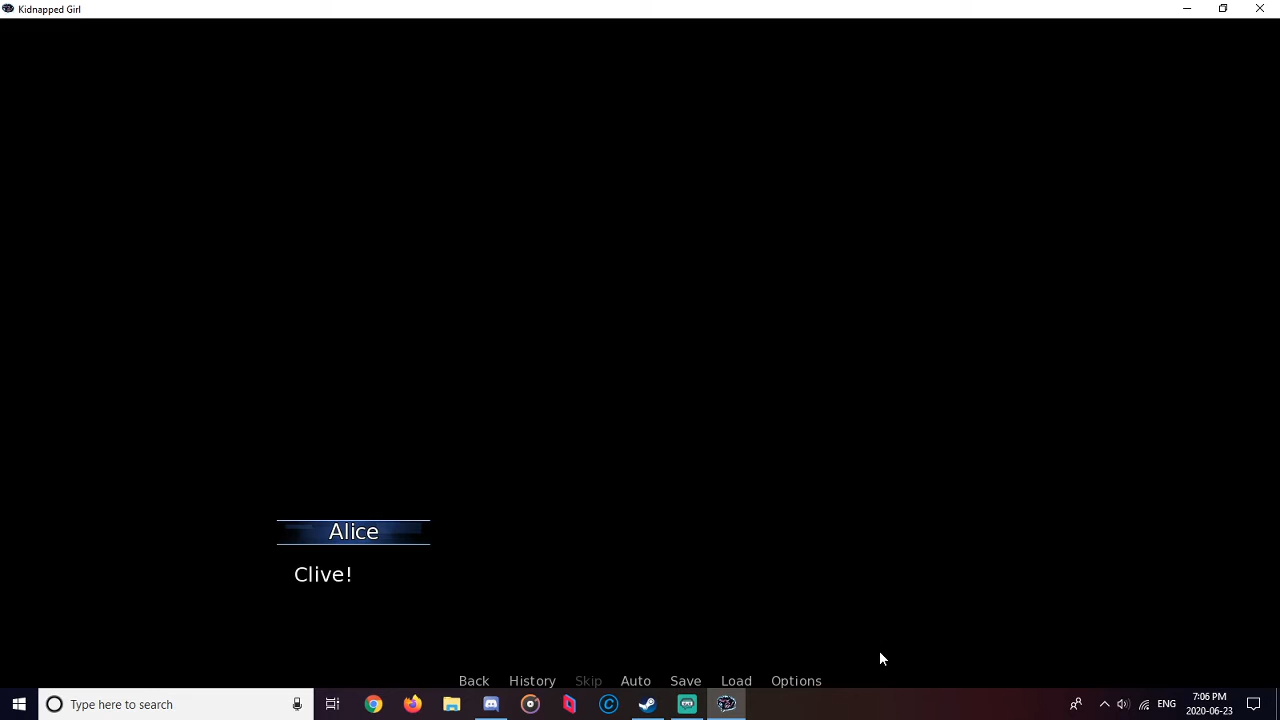 Kidnapped Girl
Alice
Clive!
Back History Skip Auto Save Load Options
Type here to search
ENG
7:06 PM
2020-06-23